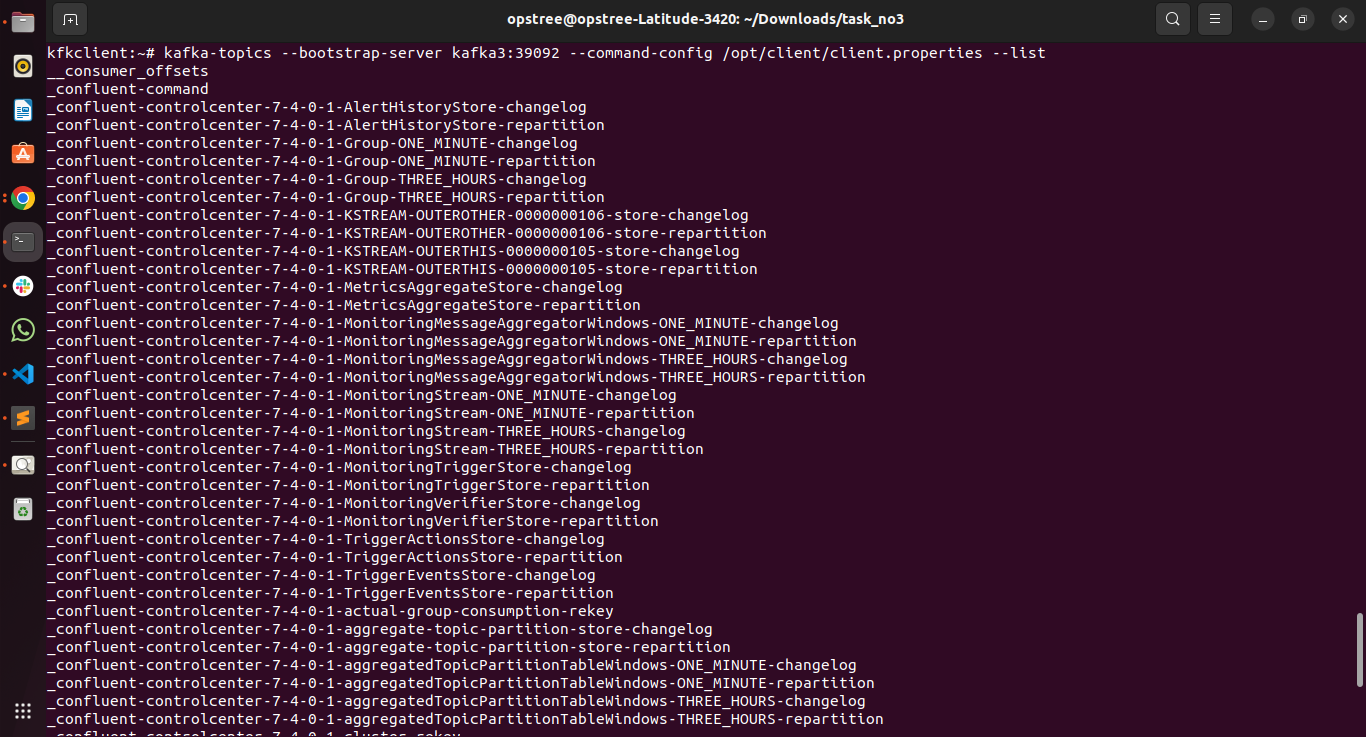 opstree@opstree-Latitude-3420: ~/Downloads/task_no3
kfkclient:~# kafka-topics --bootstrap-server kafka3:39092 --command-config /opt/client/client.properties --list
__consumer_offsets
_confluent-command
_confluent-controlcenter-7-4-0-1-AlertHistoryStore-changelog
_confluent-controlcenter-7-4-0-1-AlertHistoryStore-repartition
_confluent-controlcenter-7-4-0-1-Group-ONE_MINUTE-changelog
_confluent-controlcenter-7-4-0-1-Group-ONE_MINUTE-repartition
_confluent-controlcenter-7-4-0-1-Group-THREE_HOURS-changelog
_confluent-controlcenter-7-4-0-1-Group-THREE_HOURS-repartition
_confluent-controlcenter-7-4-0-1-KSTREAM-OUTEROTHER-0000000106-store-changelog
_confluent-controlcenter-7-4-0-1-KSTREAM-OUTEROTHER-0000000106-store-repartition
_confluent-controlcenter-7-4-0-1-KSTREAM-OUTERTHIS-0000000105-store-changelog
_confluent-controlcenter-7-4-0-1-KSTREAM-OUTERTHIS-0000000105-store-repartition
_confluent-controlcenter-7-4-0-1-MetricsAggregateStore-changelog
_confluent-controlcenter-7-4-0-1-MetricsAggregateStore-repartition
_confluent-controlcenter-7-4-0-1-MonitoringMessageAggregatorWindows-ONE_MINUTE-changelog
_confluent-controlcenter-7-4-0-1-MonitoringMessageAggregatorWindows-ONE_MINUTE-repartition
_confluent-controlcenter-7-4-0-1-MonitoringMessageAggregatorWindows-THREE_HOURS-changelog
_confluent-controlcenter-7-4-0-1-MonitoringMessageAggregatorWindows-THREE_HOURS-repartition
_confluent-controlcenter-7-4-0-1-MonitoringStream-ONE_MINUTE-changelog
_confluent-controlcenter-7-4-0-1-MonitoringStream-ONE_MINUTE-repartition
_confluent-controlcenter-7-4-0-1-MonitoringStream-THREE_HOURS-changelog
_confluent-controlcenter-7-4-0-1-MonitoringStream-THREE_HOURS-repartition
_confluent-controlcenter-7-4-0-1-MonitoringTriggerStore-changelog
_confluent-controlcenter-7-4-0-1-MonitoringTriggerStore-repartition
_confluent-controlcenter-7-4-0-1-MonitoringVerifierStore-changelog
_confluent-controlcenter-7-4-0-1-MonitoringVerifierStore-repartition
_confluent-controlcenter-7-4-0-1-TriggerActionsStore-changelog
_confluent-controlcenter-7-4-0-1-TriggerActionsStore-repartition
_confluent-controlcenter-7-4-0-1-TriggerEventsStore-changelog
_confluent-controlcenter-7-4-0-1-TriggerEventsStore-repartition
_confluent-controlcenter-7-4-0-1-actual-group-consumption-rekey
_confluent-controlcenter-7-4-0-1-aggregate-topic-partition-store-changelog
_confluent-controlcenter-7-4-0-1-aggregate-topic-partition-store-repartition
_confluent-controlcenter-7-4-0-1-aggregatedTopicPartitionTableWindows-ONE_MINUTE-changelog
_confluent-controlcenter-7-4-0-1-aggregatedTopicPartitionTableWindows-ONE_MINUTE-repartition
_confluent-controlcenter-7-4-0-1-aggregatedTopicPartitionTableWindows-THREE_HOURS-changelog
_confluent-controlcenter-7-4-0-1-aggregatedTopicPartitionTableWindows-THREE_HOURS-repartition
_confluent-controlcenter-7-4-0-1-cluster-rekey